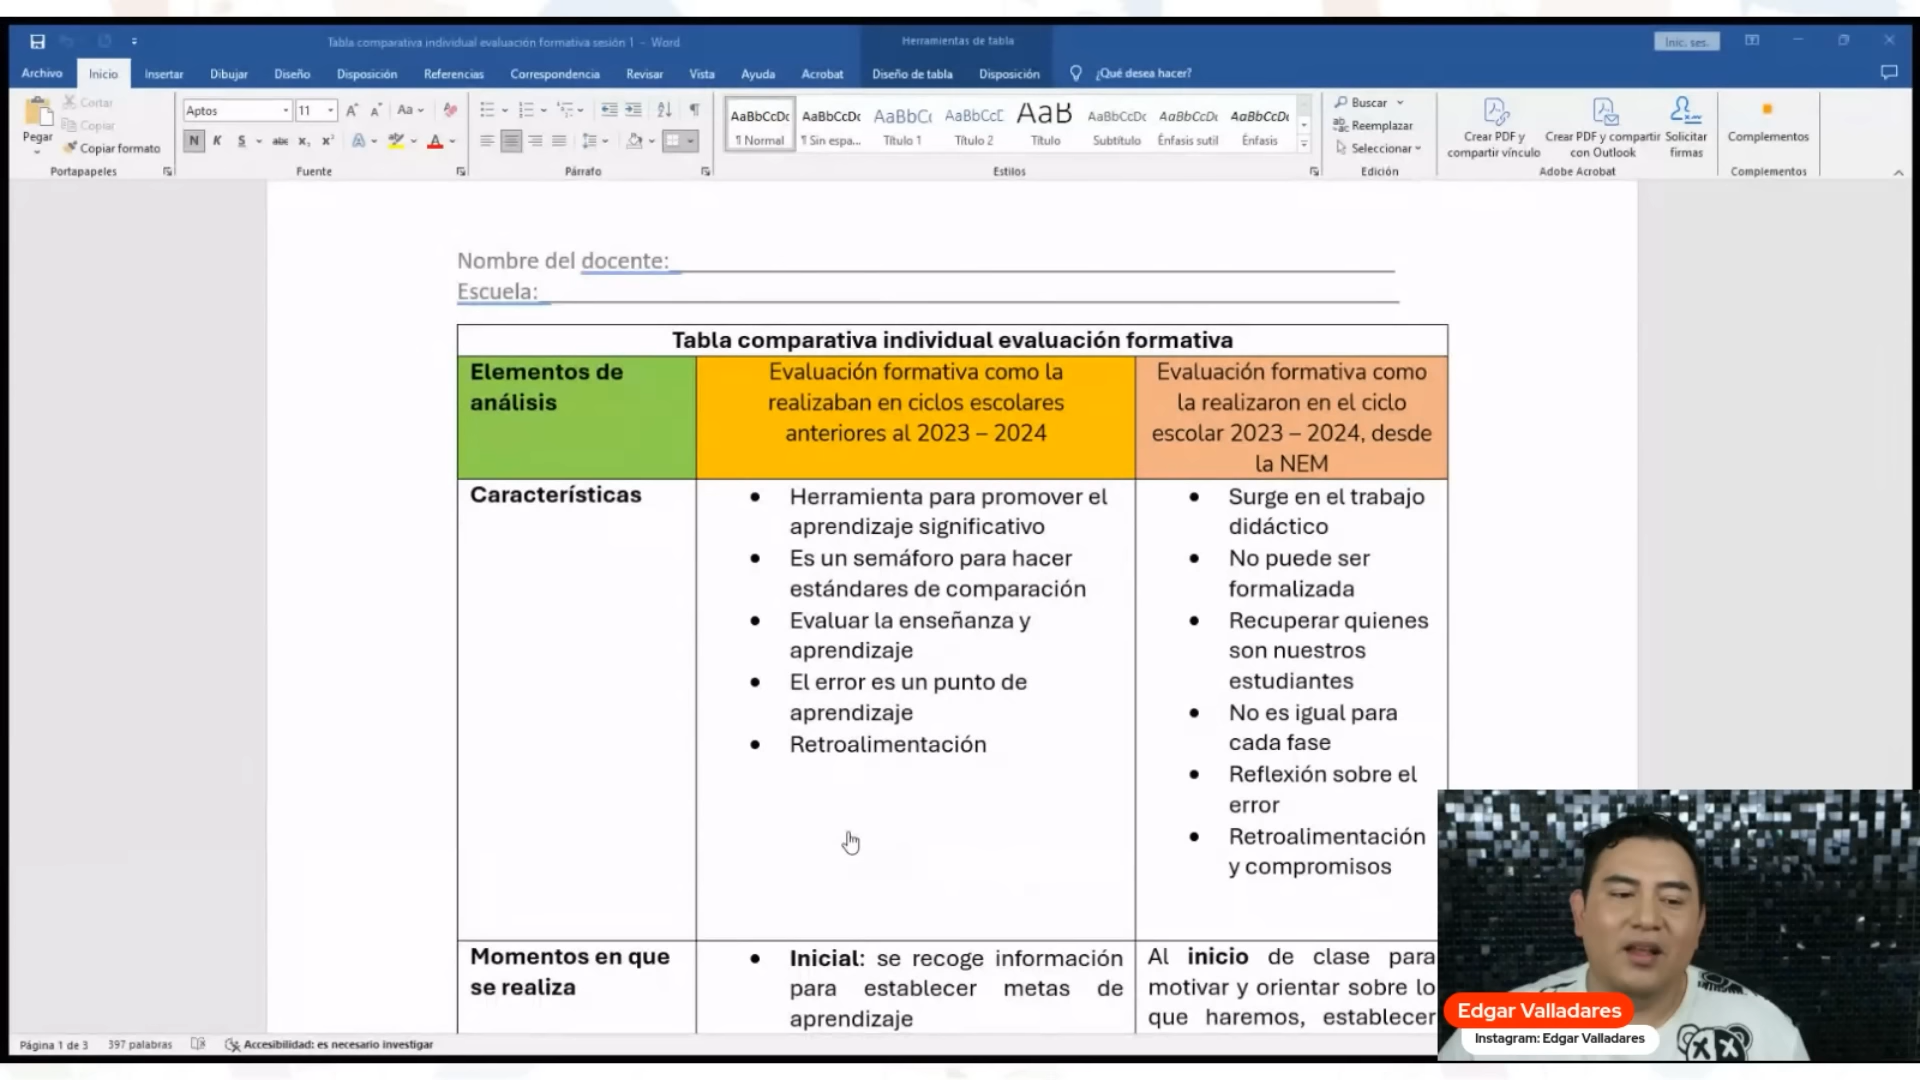 Tabla comparativa individual evaluación formativa sesión 1 - Word
Herramientas de tabla
Inic. ses.
Archivo Inicio Insertar Dibujar Diseño Disposición Referencias Correspondencia Revisar Vista Ayuda Acrobat Diseño de tabla Disposición ¿Qué desea hacer?
Pegar
Cortar
Copiar
Copiar formato
Portapapeles
Aptos 11
Fuente
Párrafo
AaBbCcDc AaBbCcDc AaBbCc AaBbCcE AaB AaBbCcDc AaBbCcDc AaBbCcDc
¶ Normal ¶ Sin espa... Título 1 Título 2 Título Subtítulo Énfasis sutil Énfasis
Estilos
Buscar
Reemplazar
Seleccionar
Edición
Crear PDF y
compartir vínculo
Crear PDF y compartir
con Outlook
Solicitar
firmas
Adobe Acrobat
Complementos
Complementos
Nombre del docente:
Escuela:
Tabla comparativa individual evaluación formativa
Elementos de
análisis
Evaluación formativa como la
realizaban en ciclos escolares
anteriores al 2023 – 2024
Evaluación formativa como
la realizaron en el ciclo
escolar 2023 – 2024, desde
la NEM
Características
• Herramienta para promover el
aprendizaje significativo
• Es un semáforo para hacer
estándares de comparación
• Evaluar la enseñanza y
aprendizaje
• El error es un punto de
aprendizaje
• Retroalimentación
• Surge en el trabajo
didáctico
• No puede ser
formalizada
• Recuperar quienes
son nuestros
estudiantes
• No es igual para
cada fase
• Reflexión sobre el
error
• Retroalimentación
y compromisos
Momentos en que
se realiza
• Inicial: se recoge información
para establecer metas de
aprendizaje
Al inicio de clase para
motivar y orientar sobre lo
que haremos, establecer
Edgar Valladares
Instagram: Edgar Valladares
Página 1 de 3 397 palabras Accesibilidad: es necesario investigar